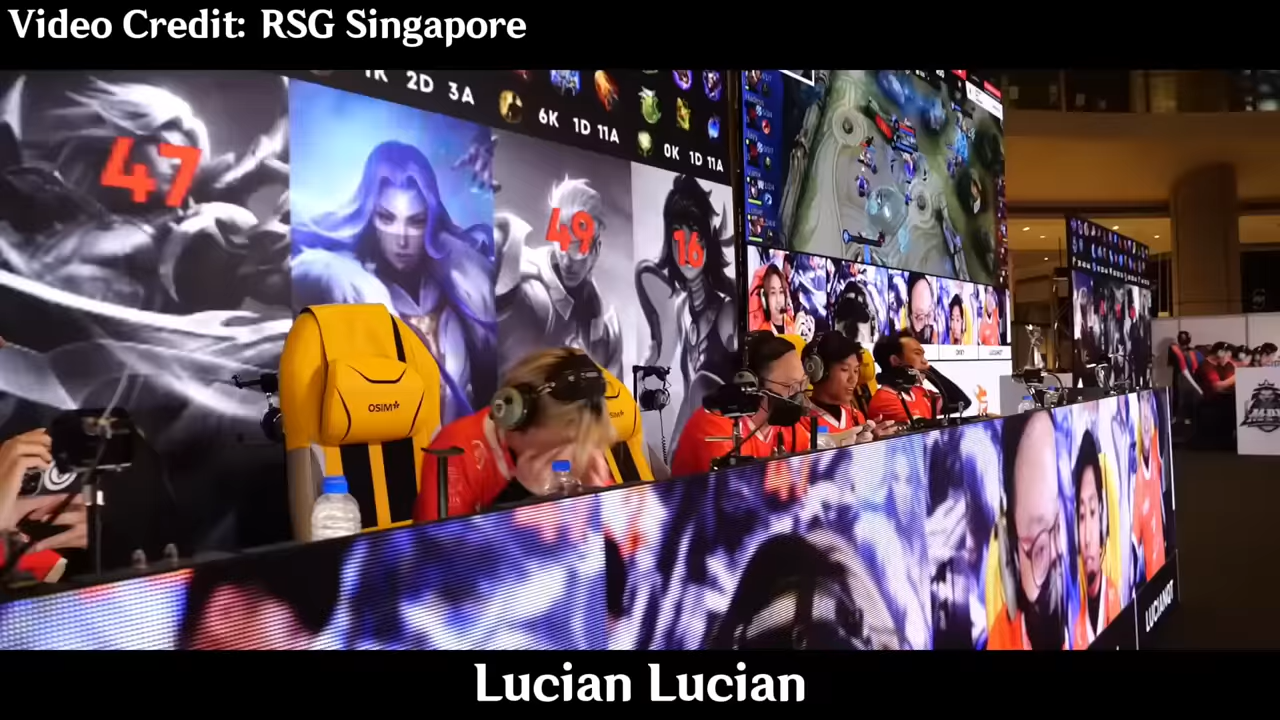 Video Credit: RSG Singapore
1K 2D 3A
6K 1D 11A
0K 1D 11A
47
49
16
OSIM
LUCIANQT
Lucian Lucian